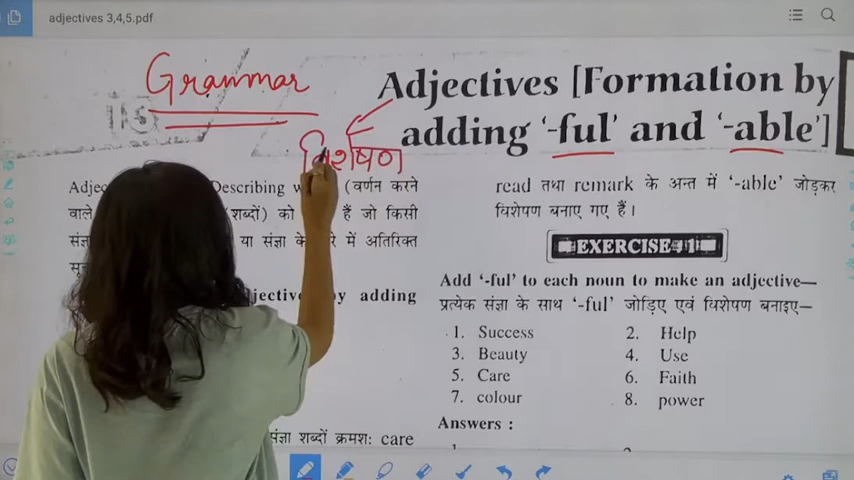 adjectives 3,4,5.pdf
Grammar
Adjectives [Formation by
adding '-ful' and '-able']
विशेषण
Describing (वर्णन करने
वाले (शब्दों) को हैं जो किसी
या संज्ञा के में अतिरिक्त
by adding
संज्ञा शब्दों क्रमश: care
read तथा remark के अन्त में '-able' जोड़कर
विशेषण बनाए गए हैं।
EXERCISE-1
Add '-ful' to each noun to make an adjective—
प्रत्येक संज्ञा के साथ '-ful' जोड़िए एवं विशेषण बनाइए—
1. Success 2. Help
3. Beauty 4. Use
5. Care 6. Faith
7. colour 8. power
Answers :